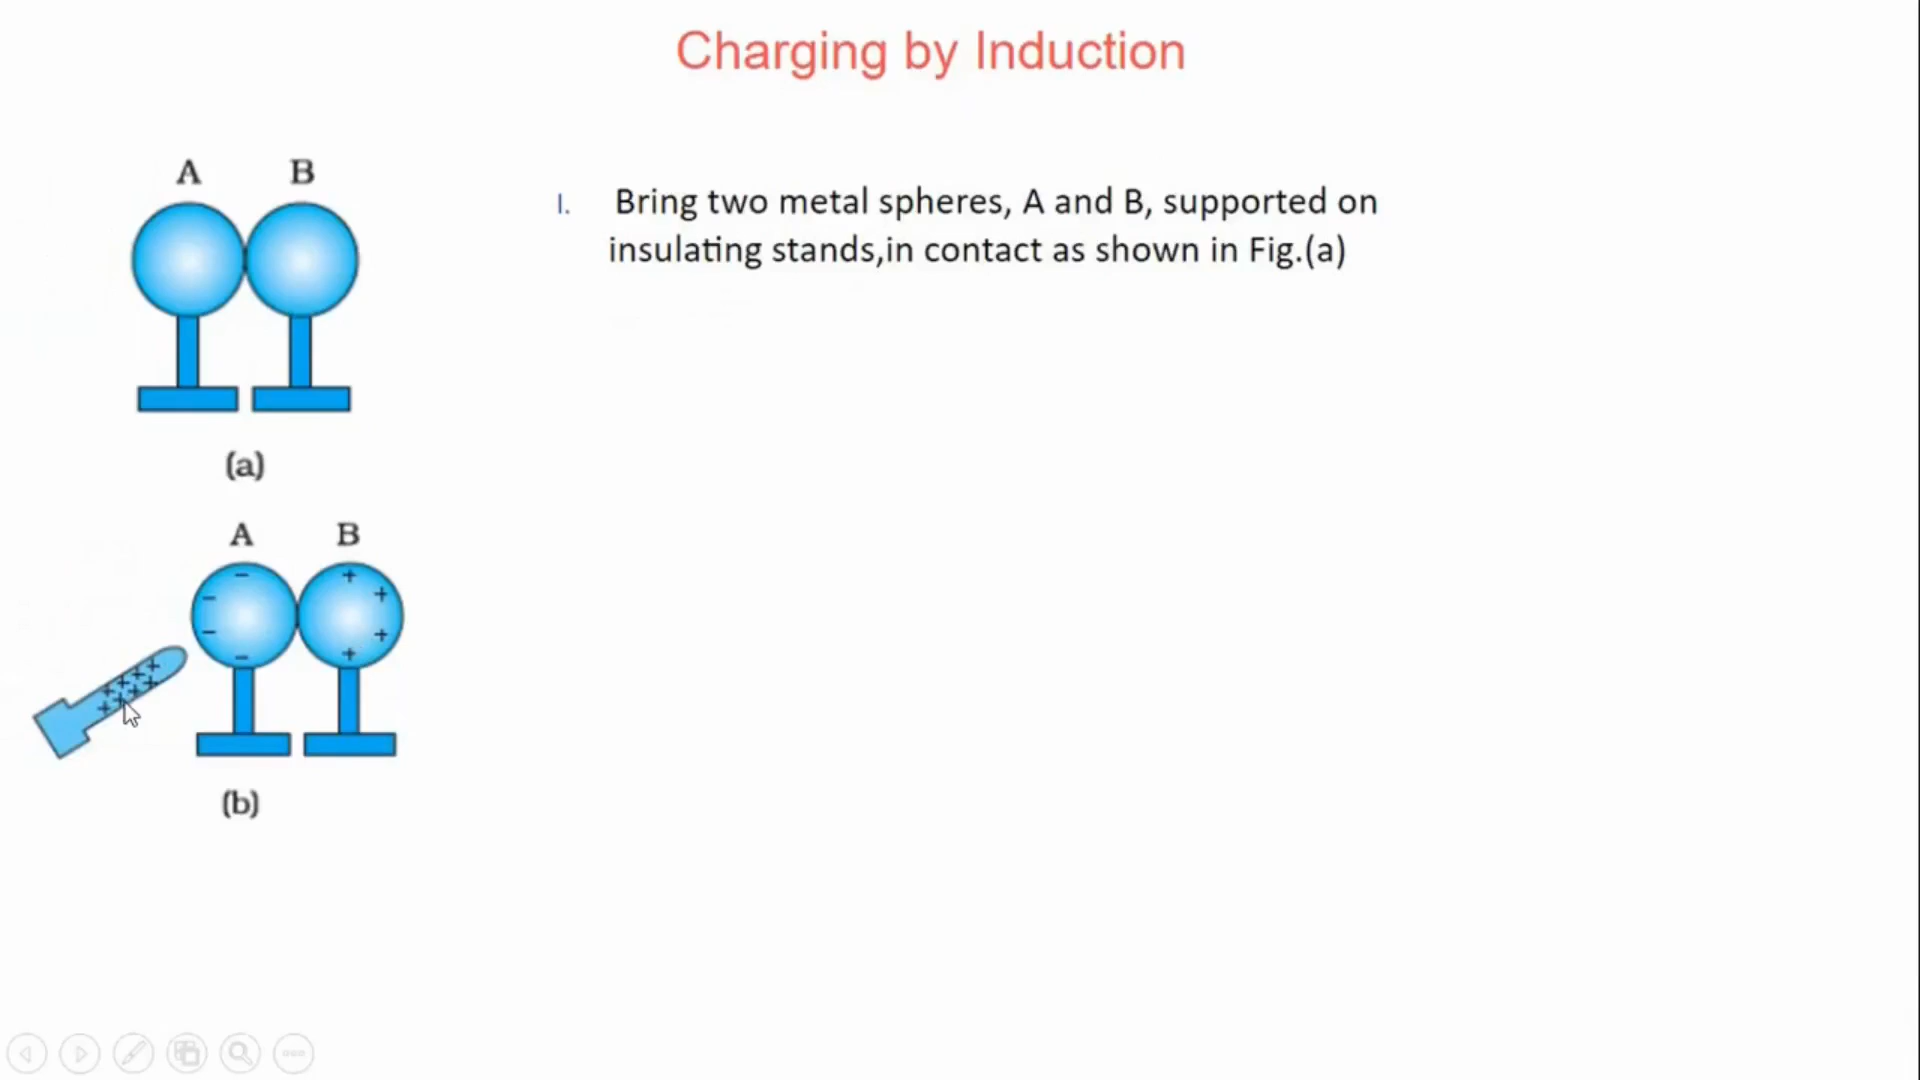 Charging by Induction
A B
I. Bring two metal spheres, A and B, supported on
insulating stands,in contact as shown in Fig.(a)
(a)
A B
− + − + − + − +
+ + + + + + + +
(b)